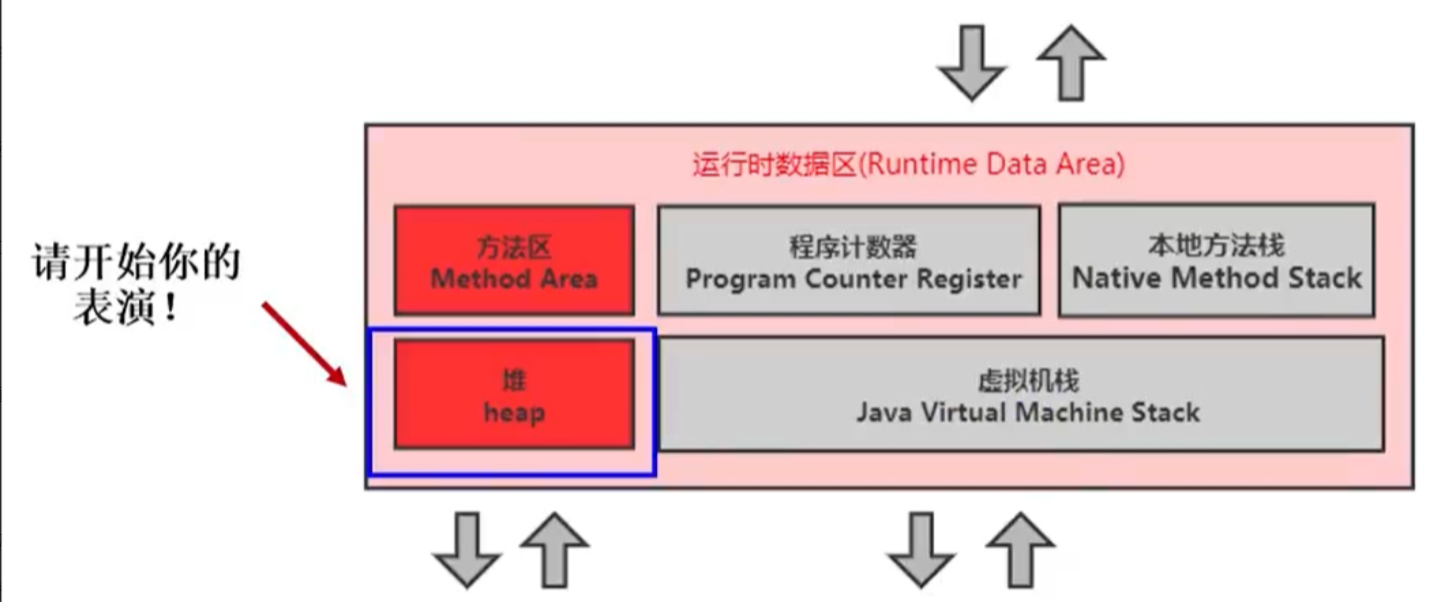 运行时数据区(Runtime Data Area)
请开始你的
表演！
方法区
Method Area
程序计数器
Program Counter Register
本地方法栈
Native Method Stack
堆
heap
虚拟机栈
Java Virtual Machine Stack